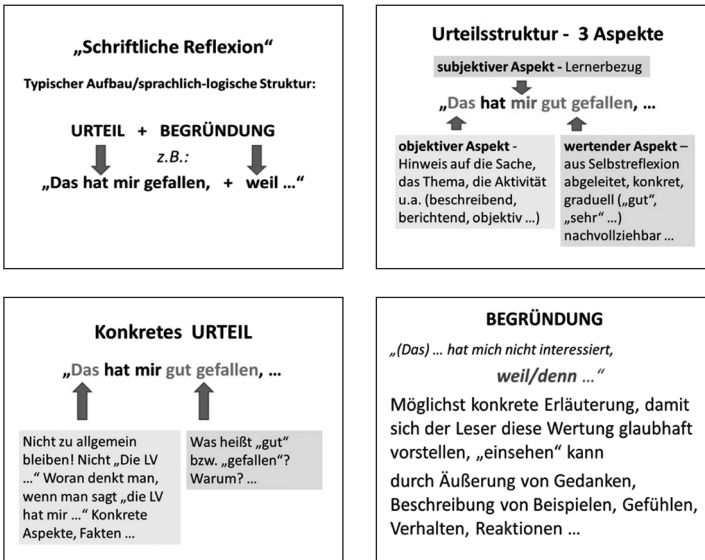 „Schriftliche Reflexion“
Typischer Aufbau/sprachlich-logische Struktur:
URTEIL + BEGRÜNDUNG
z.B.:
„Das hat mir gefallen, + weil ...“
Urteilsstruktur - 3 Aspekte
subjektiver Aspekt - Lernerbezug
„Das hat mir gut gefallen, ...
objektiver Aspekt -
Hinweis auf die Sache,
das Thema, die Aktivität
u.a. (beschreibend,
berichtend, objektiv ...)
wertender Aspekt –
aus Selbstreflexion
abgeleitet, konkret,
graduell („gut“,
„sehr“ ...)
nachvollziehbar ...
Konkretes URTEIL
„Das hat mir gut gefallen, ...
Nicht zu allgemein
bleiben! Nicht „Die LV
...“ Woran denkt man,
wenn man sagt „die LV
hat mir ...“ Konkrete
Aspekte, Fakten ...
Was heißt „gut“
bzw. „gefallen“?
Warum? ...
BEGRÜNDUNG
„(Das) ... hat mich nicht interessiert,
weil/denn ...“
Möglichst konkrete Erläuterung, damit
sich der Leser diese Wertung glaubhaft
vorstellen, „einsehen“ kann
durch Äußerung von Gedanken,
Beschreibung von Beispielen, Gefühlen,
Verhalten, Reaktionen ...